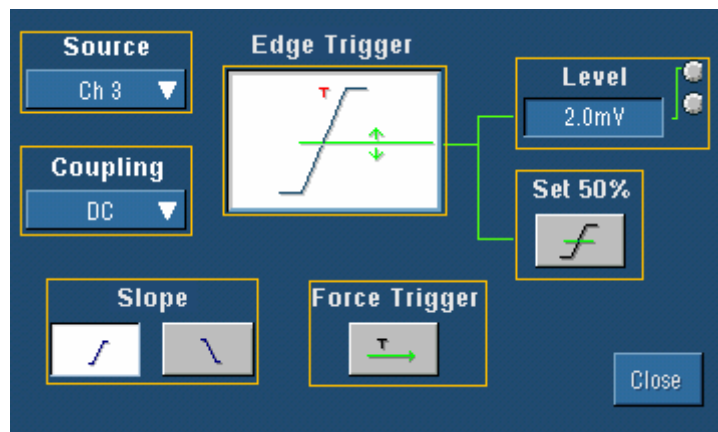 Source
Ch 3
Edge Trigger
T
Level
2.0mV
Coupling
DC
Set 50%
Slope
Force Trigger
T
Close